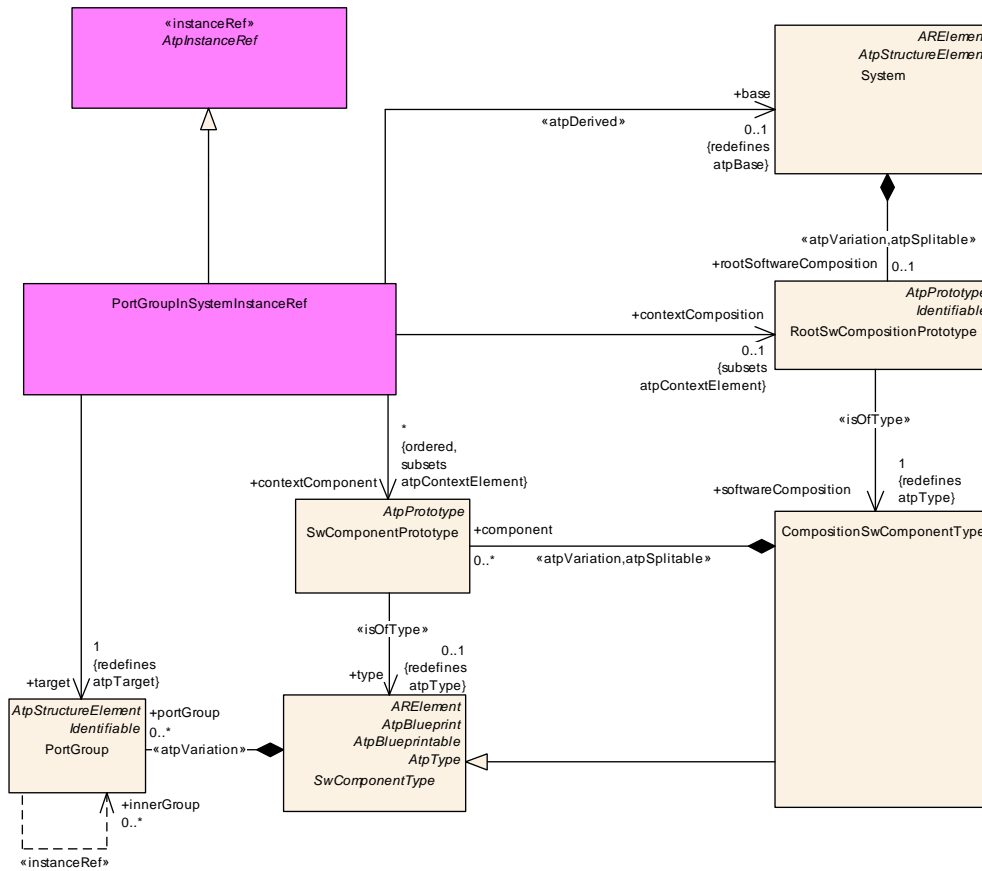 «instanceRef»
AtpInstanceRef
ARElement
AtpStructureElement
System
+base
«atpDerived»
0..1
{redefines
atpBase}
«atpVariation,atpSplitable»
+rootSoftwareComposition
0..1
PortGroupInSystemInstanceRef
AtpPrototype
Identifiable
RootSwCompositionPrototype
+contextComposition
0..1
{subsets
atpContextElement}
«isOfType»
*
{ordered,
subsets
atpContextElement}
+contextComponent
1
{redefines
atpType}
+softwareComposition
AtpPrototype
SwComponentPrototype
+component
0..*
«atpVariation,atpSplitable»
CompositionSwComponentType
«isOfType»
0..1
{redefines
atpType}
+type
1
{redefines
atpTarget}
+target
AtpStructureElement
Identifiable
PortGroup
+portGroup
0..*
«atpVariation»
ARElement
AtpBlueprint
AtpBlueprintable
AtpType
SwComponentType
+innerGroup
0..*
«instanceRef»